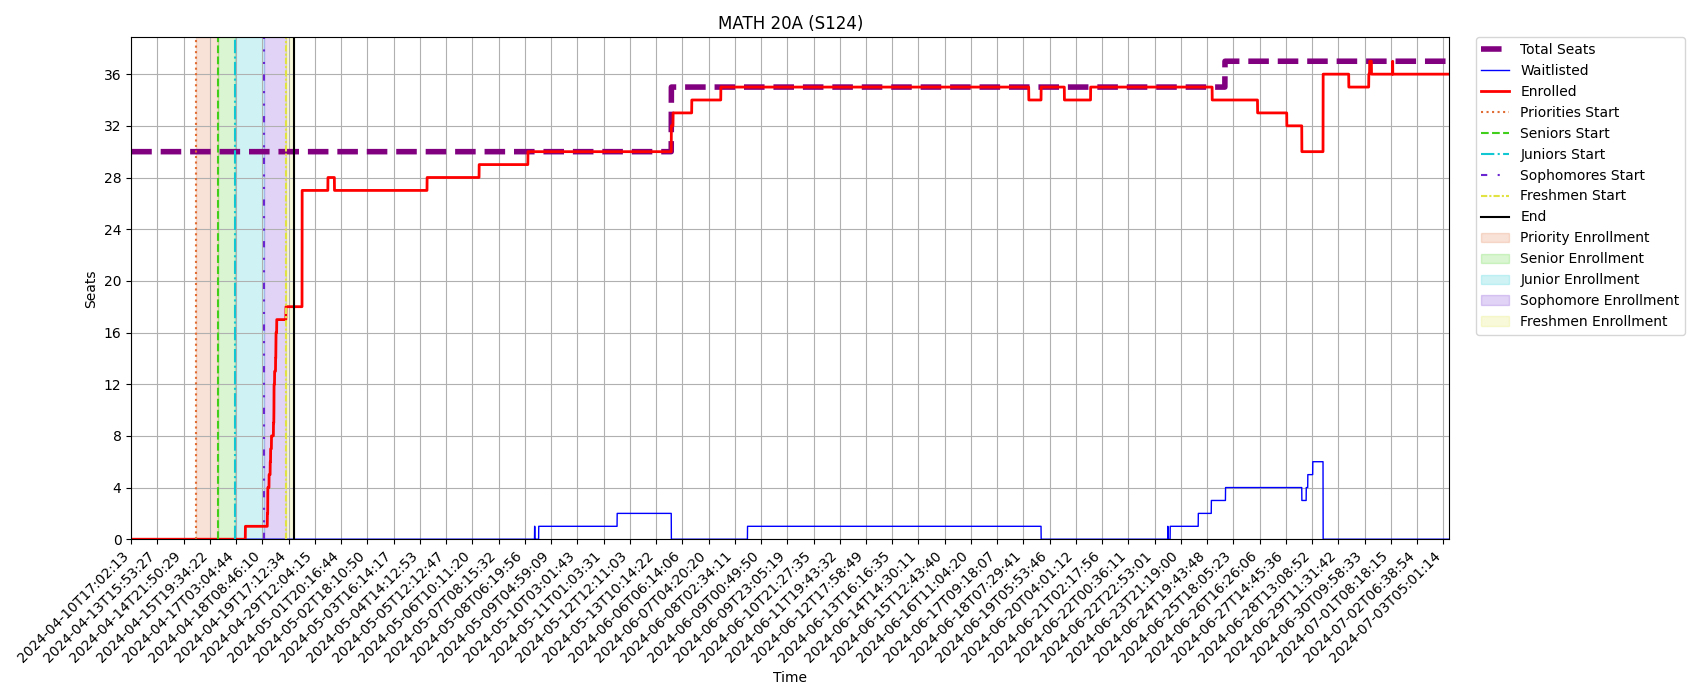 MATH 20A (S124)
Total Seats
Waitlisted
Enrolled
Priorities Start
Seniors Start
Juniors Start
Sophomores Start
Freshmen Start
End
Priority Enrollment
Senior Enrollment
Junior Enrollment
Sophomore Enrollment
Freshmen Enrollment
Seats
36
32
28
24
20
16
12
8
4
0
2024-04-10T17:02:13
2024-04-13T15:53:27
2024-04-14T21:50:29
2024-04-15T19:34:22
2024-04-17T03:04:44
2024-04-18T08:46:10
2024-04-19T17:12:34
2024-04-29T12:04:15
2024-05-01T20:16:44
2024-05-02T18:10:50
2024-05-03T16:14:17
2024-05-04T14:12:53
2024-05-05T12:12:47
2024-05-06T10:11:20
2024-05-07T08:15:32
2024-05-08T06:19:56
2024-05-09T04:59:09
2024-05-10T03:01:43
2024-05-11T01:03:31
2024-05-12T12:11:03
2024-05-13T10:14:22
2024-06-06T06:14:06
2024-06-07T04:20:20
2024-06-08T02:34:11
2024-06-09T00:49:50
2024-06-09T23:05:19
2024-06-10T21:27:35
2024-06-11T19:43:32
2024-06-12T17:58:49
2024-06-13T16:16:35
2024-06-14T14:30:11
2024-06-15T12:43:40
2024-06-16T11:04:20
2024-06-17T09:18:07
2024-06-18T07:29:41
2024-06-19T05:53:46
2024-06-20T04:01:12
2024-06-21T02:17:56
2024-06-22T00:36:11
2024-06-22T22:53:01
2024-06-23T21:19:00
2024-06-24T19:43:48
2024-06-25T18:05:23
2024-06-26T16:26:06
2024-06-27T14:45:36
2024-06-28T13:08:52
2024-06-29T11:31:42
2024-06-30T09:58:33
2024-07-01T08:18:15
2024-07-02T06:38:54
2024-07-03T05:01:14
Time